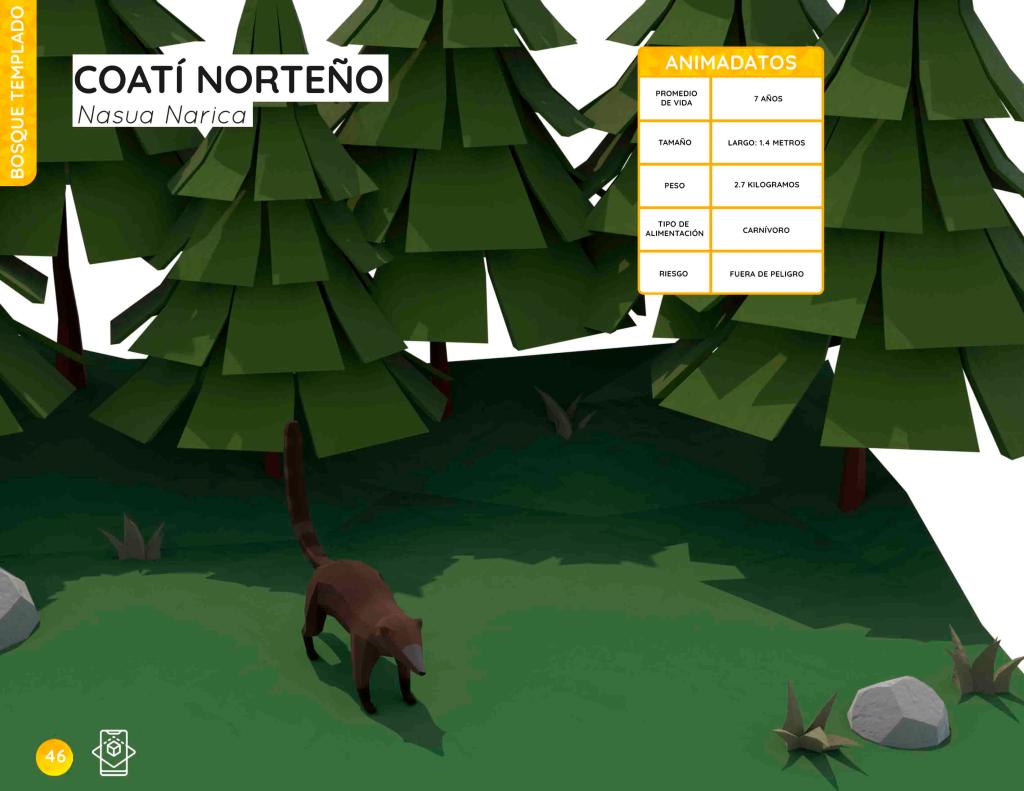 BOSQUE TEMPLADO
COATÍ NORTEÑO
Nasua Narica
ANIMADATOS
PROMEDIO
DE VIDA
7 AÑOS
TAMAÑO
LARGO: 1.4 METROS
PESO
2.7 KILOGRAMOS
TIPO DE
ALIMENTACIÓN
CARNÍVORO
RIESGO
FUERA DE PELIGRO
46